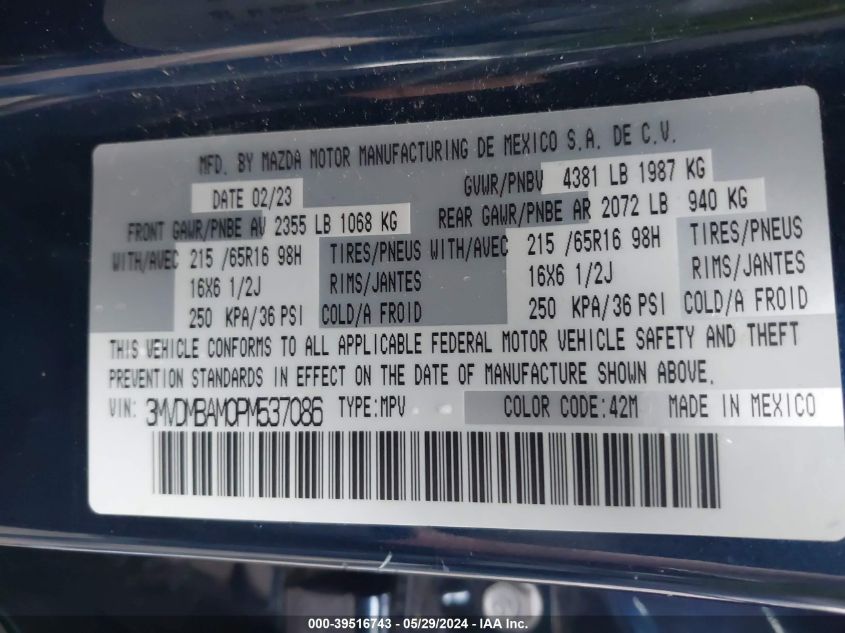 MFD. BY MAZDA MOTOR MANUFACTURING DE MEXICO S.A. DE C.V.
DATE 02/23 GVWR/PNBV 4381 LB 1987 KG
FRONT GAWR/PNBE AV 2355 LB 1068 KG REAR GAWR/PNBE AR 2072 LB 940 KG
WITH/AVEC 215 /65R16 98H TIRES/PNEUS WITH/AVEC 215 /65R16 98H TIRES/PNEUS
16X6 1/2J RIMS/JANTES 16X6 1/2J RIMS/JANTES
250 KPA/36 PSI COLD/A FROID 250 KPA/36 PSI COLD/A FROID
THIS VEHICLE CONFORMS TO ALL APPLICABLE FEDERAL MOTOR VEHICLE SAFETY AND THEFT
PREVENTION STANDARDS IN EFFECT ON THE DATE OF MANUFACTURE SHOWN ABOVE.
VIN: 3MVDMBAM0PM537086 TYPE:MPV COLOR CODE:42M MADE IN MEXICO
000-39516743 - 05/29/2024 - IAA Inc.